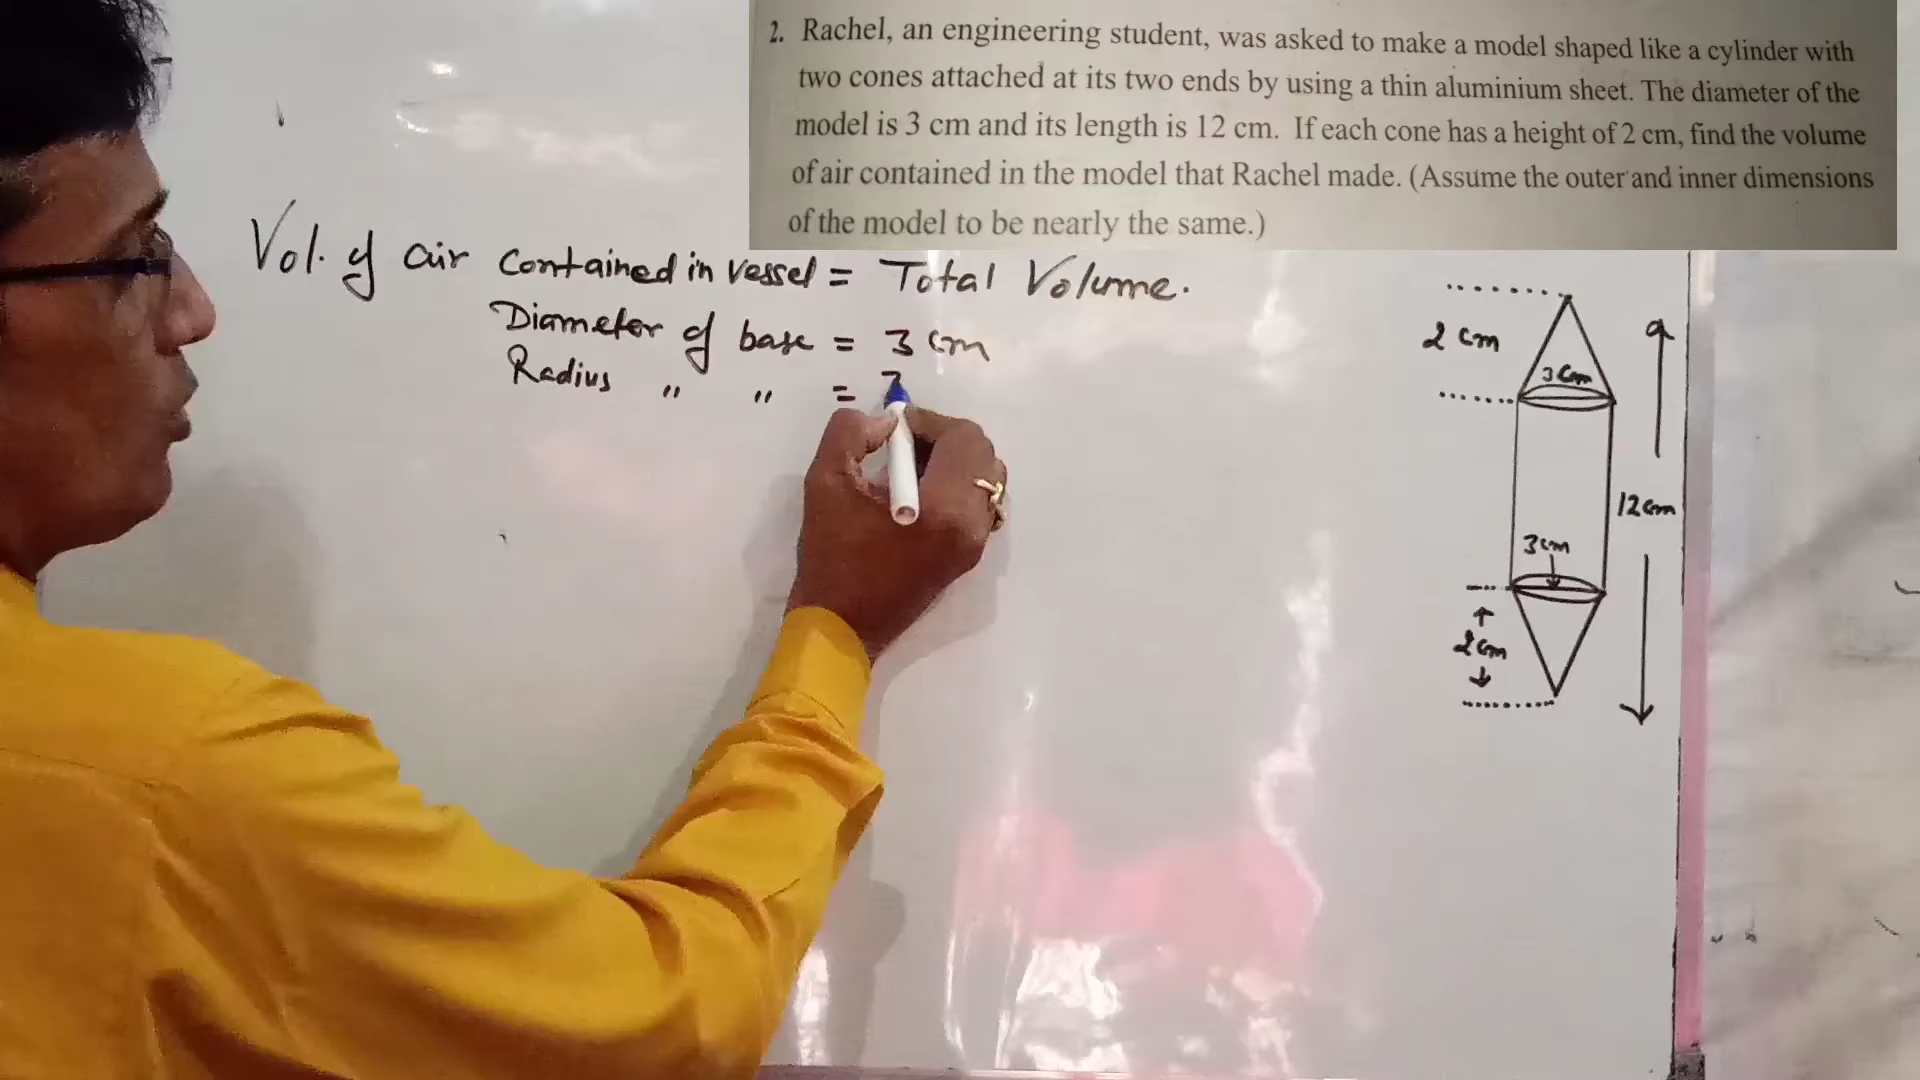 2. Rachel, an engineering student, was asked to make a model shaped like a cylinder with
two cones attached at its two ends by using a thin aluminium sheet. The diameter of the
model is 3 cm and its length is 12 cm. If each cone has a height of 2 cm, find the volume
of air contained in the model that Rachel made. (Assume the outer and inner dimensions
of the model to be nearly the same.)
Vol. of air contained in vessel = Total Volume.
Diameter of base = 3 cm
Radius " " = 3
2 cm
3 cm
12 cm
3 cm
2 cm